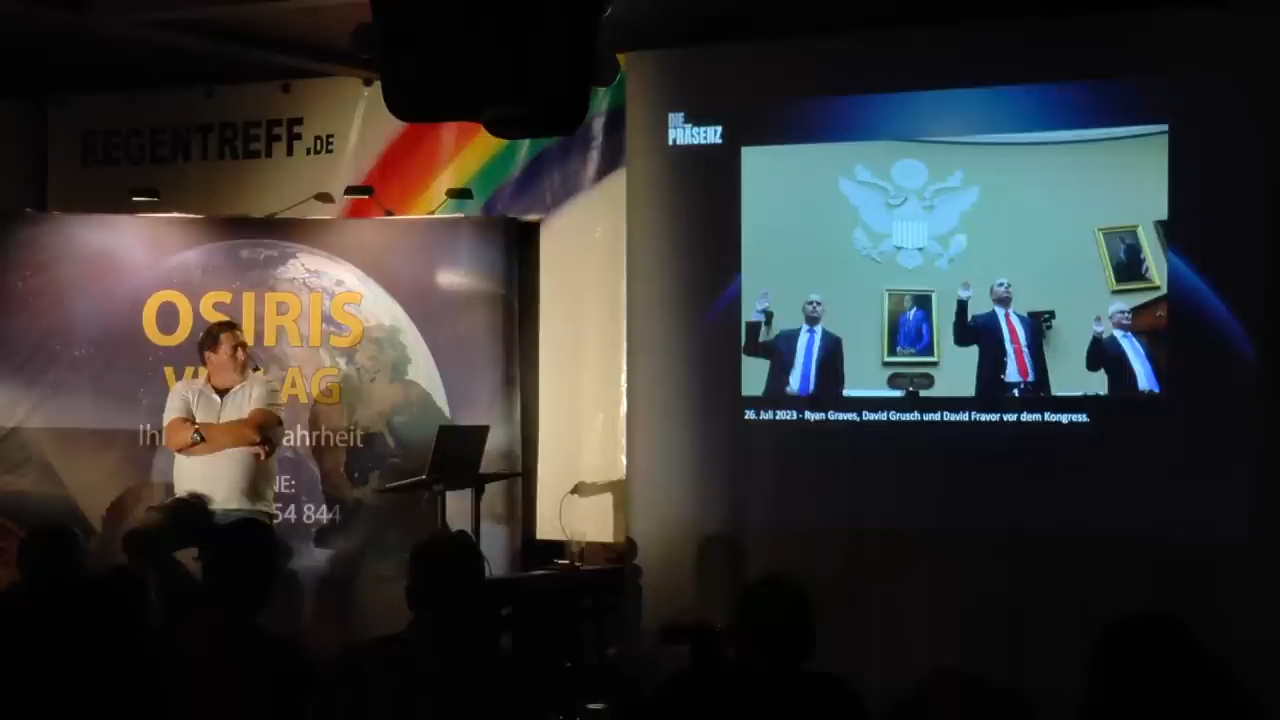 REGENTREFF.DE
OSIRIS
V AG
Ih ahrheit
NE:
54 844
DIE
PRÄSENZ
26. Juli 2023 - Ryan Graves, David Grusch und David Fravor vor dem Kongress.